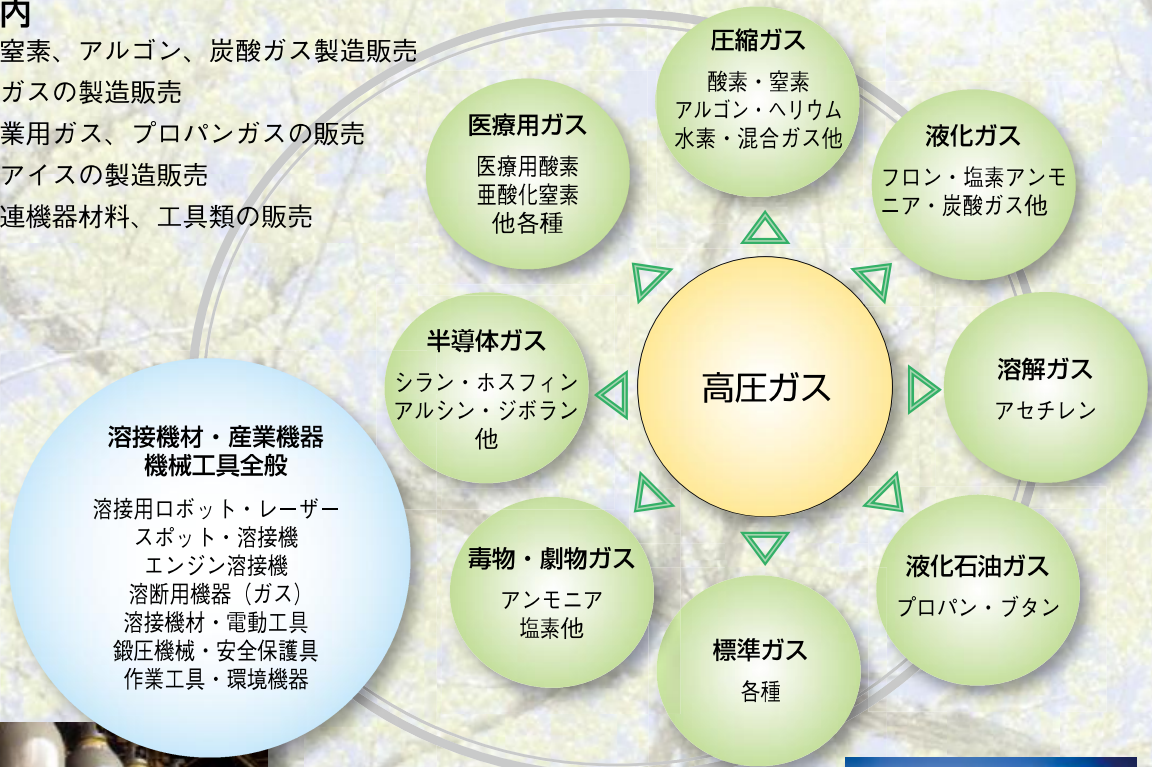 内
窒素、アルゴン、炭酸ガス製造販売
ガスの製造販売
業用ガス、プロパンガスの販売
アイスの製造販売
連機器材料、工具類の販売
圧縮ガス
酸素・窒素
アルゴン・ヘリウム
水素・混合ガス他
医療用ガス
医療用酸素
亜酸化窒素
他各種
液化ガス
フロン・塩素アンモ
ニア・炭酸ガス他
半導体ガス
シラン・ホスフィン
アルシン・ジボラン
他
高圧ガス
溶解ガス
アセチレン
溶接機材・産業機器
機械工具全般
溶接用ロボット・レーザー
スポット・溶接機
エンジン溶接機
溶断用機器（ガス）
溶接機材・電動工具
鍛圧機械・安全保護具
作業工具・環境機器
毒物・劇物ガス
アンモニア
塩素他
液化石油ガス
プロパン・ブタン
標準ガス
各種